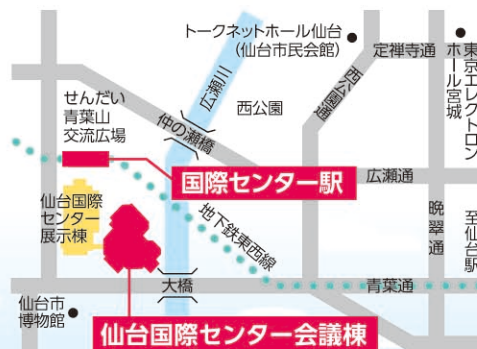 トークネットホール仙台
(仙台市民会館)
定禅寺通
東京エレクトロン
ホール宮城
西公園通
広瀬川
西公園
せんだい
青葉山
交流広場
仲の瀬橋
国際センター駅
広瀬通
仙台国際
センター
展示棟
地下鉄東西線
晩翠通
至仙台駅
大橋
青葉通
仙台市
博物館
仙台国際センター会議棟